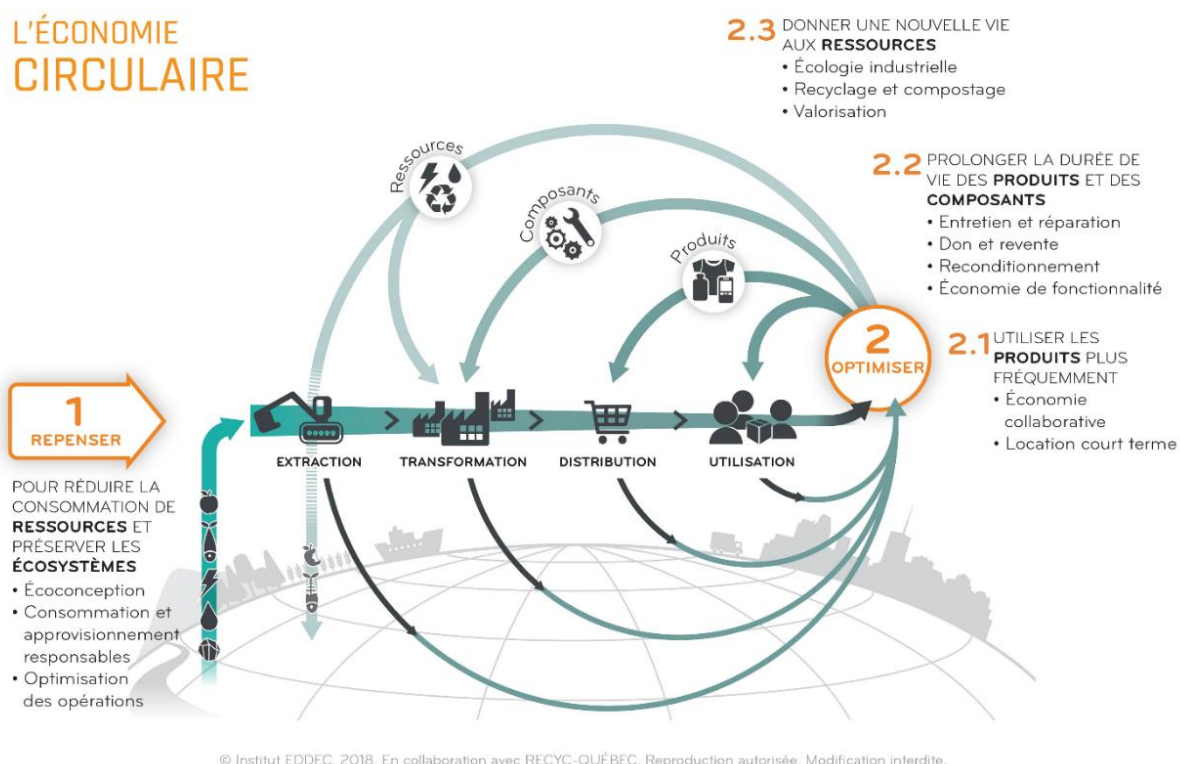 L'ÉCONOMIE
CIRCULAIRE
2.3 DONNER UNE NOUVELLE VIE
AUX RESSOURCES
• Écologie industrielle
• Recyclage et compostage
• Valorisation
2.2 PROLONGER LA DURÉE DE
VIE DES PRODUITS ET DES
COMPOSANTS
• Entretien et réparation
• Don et revente
• Reconditionnement
• Économie de fonctionnalité
2.1 UTILISER LES
PRODUITS PLUS
FRÉQUEMMENT
• Économie
collaborative
• Location court terme
Ressources
Composants
Produits
2
OPTIMISER
1
REPENSER
EXTRACTION
TRANSFORMATION
DISTRIBUTION
UTILISATION
POUR RÉDUIRE LA
CONSOMMATION DE
RESSOURCES ET
PRÉSERVER LES
ÉCOSYSTÈMES
• Écoconception
• Consommation et
approvisionnement
responsables
• Optimisation
des opérations
© Institut EDDEC, 2018. En collaboration avec RECYC-QUÉBEC. Reproduction autorisée. Modification interdite.